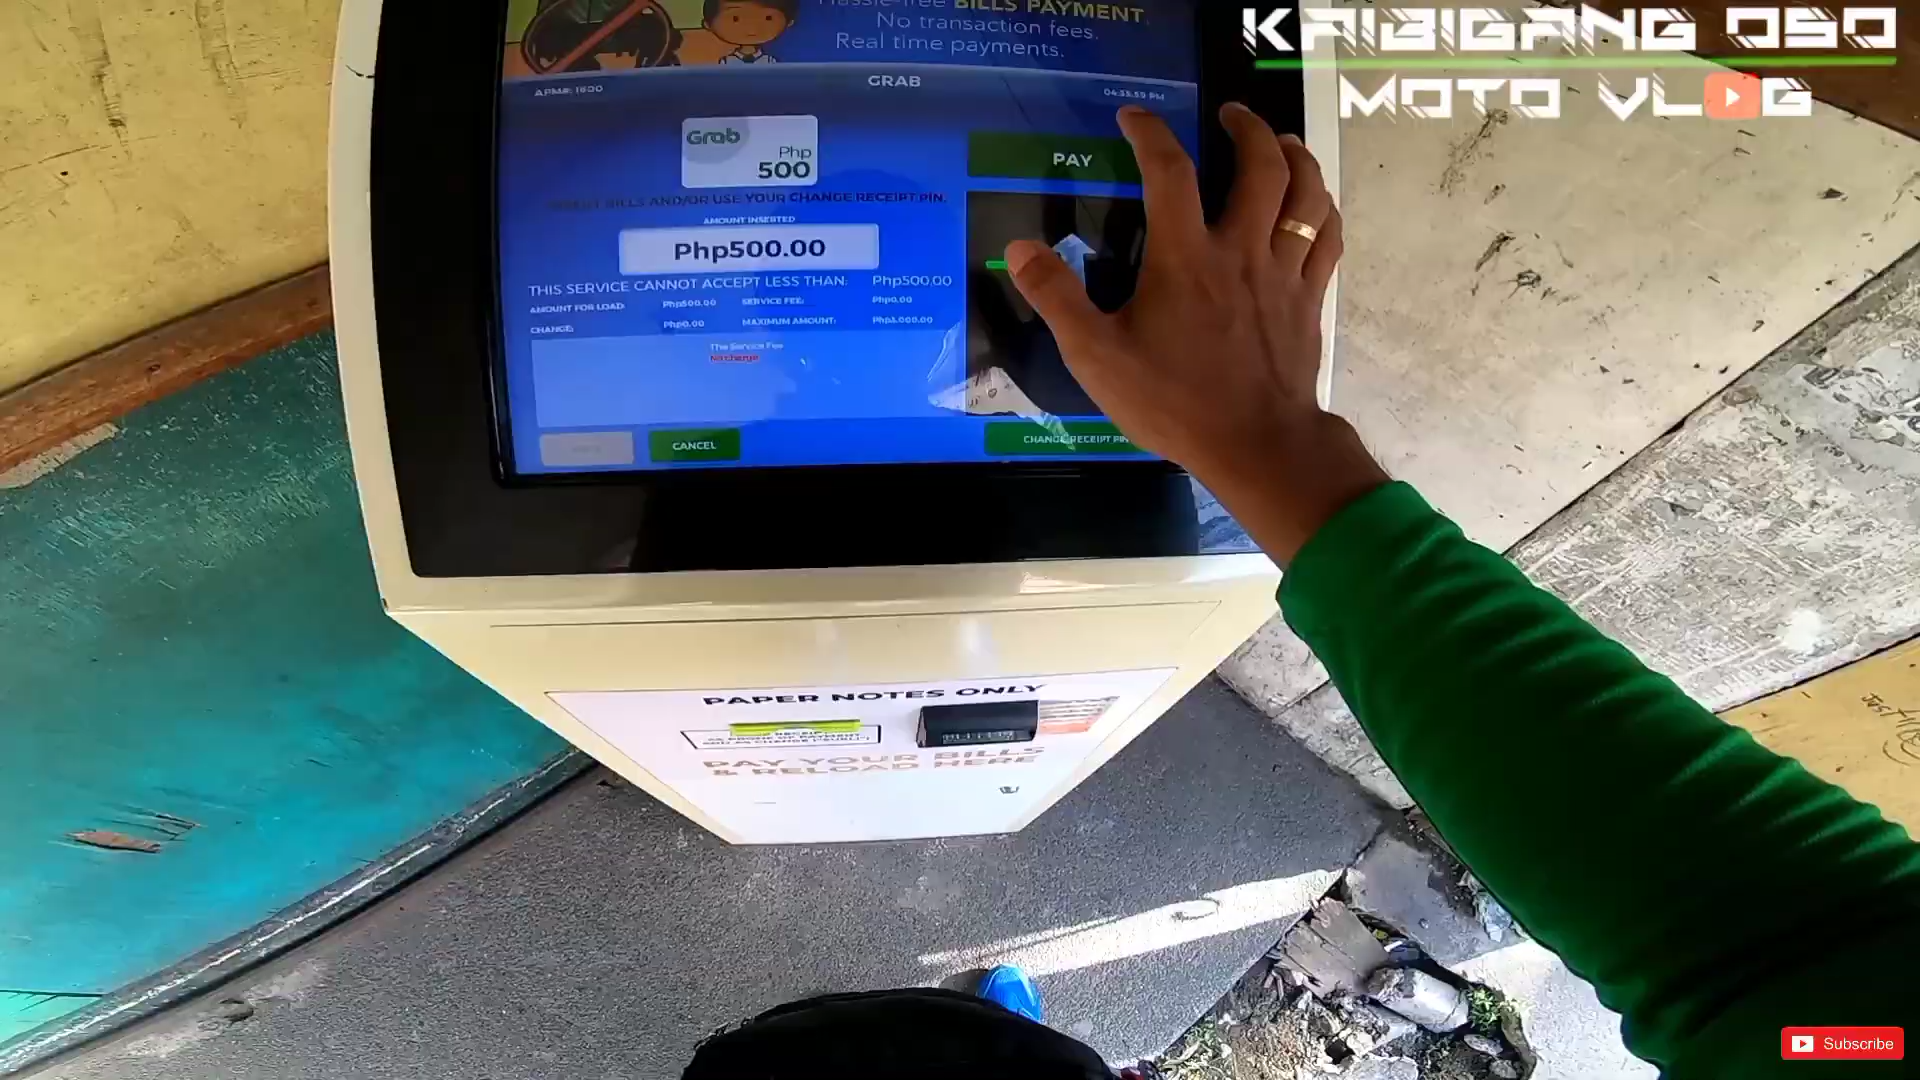 KAIBIGANG OSO
MOTO VLOG
BILLS PAYMENT.
No transaction fees.
Real time payments.
GRAB
APM#: 1600
PM
Grab
Php
500
PAY
BILLS AND/OR USE YOUR CHANGE RECEIPT PIN.
AMOUNT INSERTED
Php500.00
THIS SERVICE CANNOT ACCEPT LESS THAN: Php500.00
AMOUNT FOR LOAD: Php500.00 SERVICE FEE: Php0.00
CHANGE: Php0.00 MAXIMUM AMOUNT:
The Service Fee
No charge
CANCEL
CHANGE RECEIPT PIN
PAPER NOTES ONLY
PAY YOUR BILLS
& RELOAD HERE
Subscribe